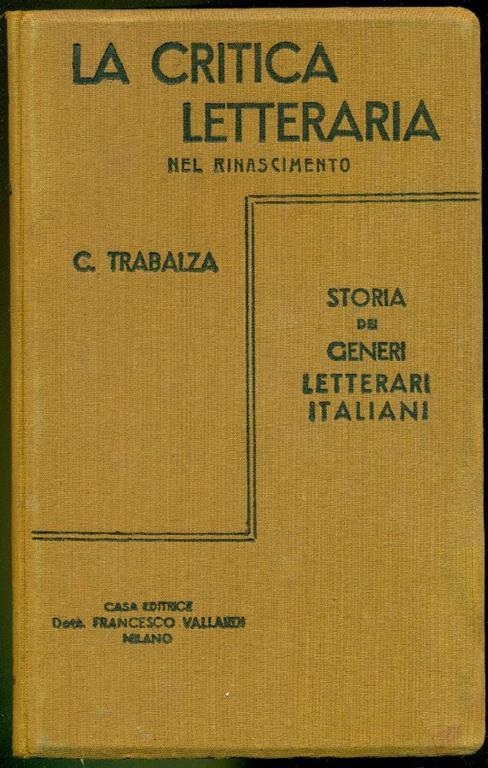 LA CRITICA
LETTERARIA
NEL RINASCIMENTO
C. TRABALZA
STORIA
DEI
GENERI
LETTERARI
ITALIANI
CASA EDITRICE
Dott. FRANCESCO VALLARDI
MILANO